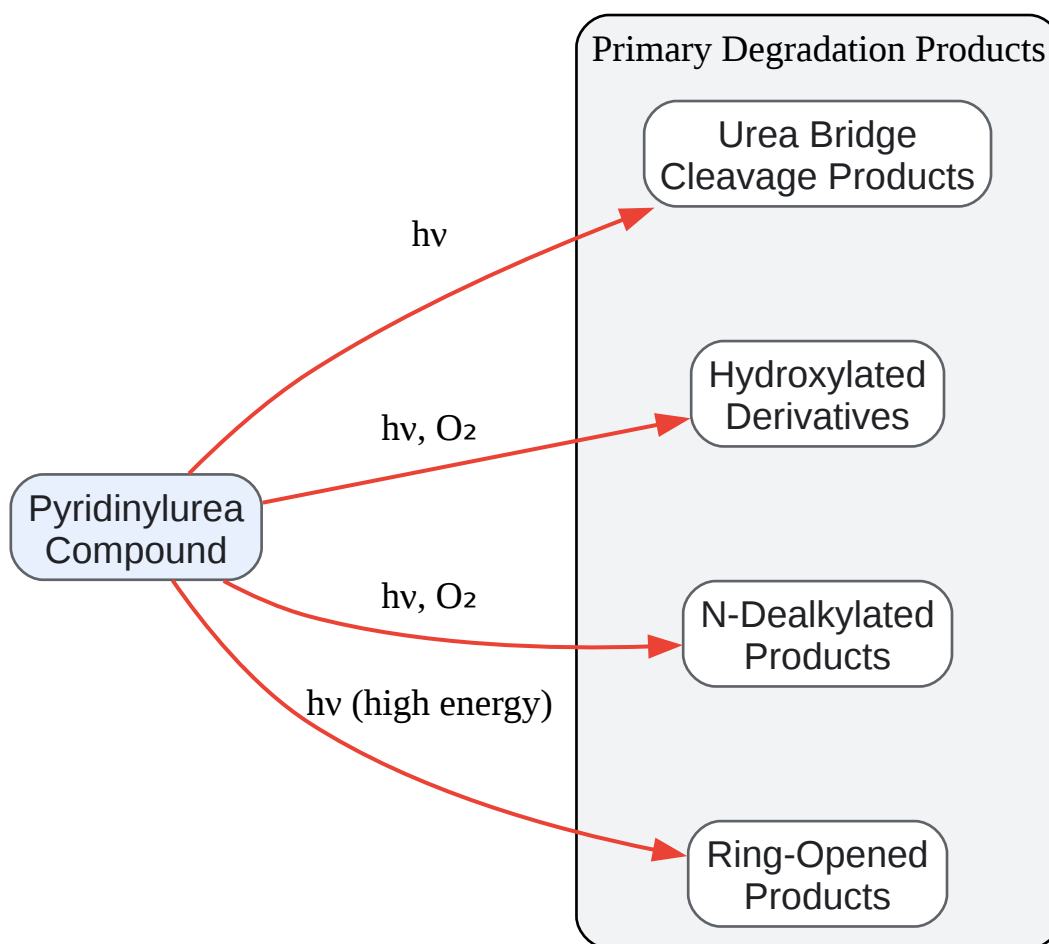 Primary Degradation Products
Urea Bridge
Cleavage Products
hν
Hydroxylated
Derivatives
hν, O₂
Pyridinylurea
Compound
hν, O₂
N-Dealkylated
Products
hν (high energy)
Ring-Opened
Products